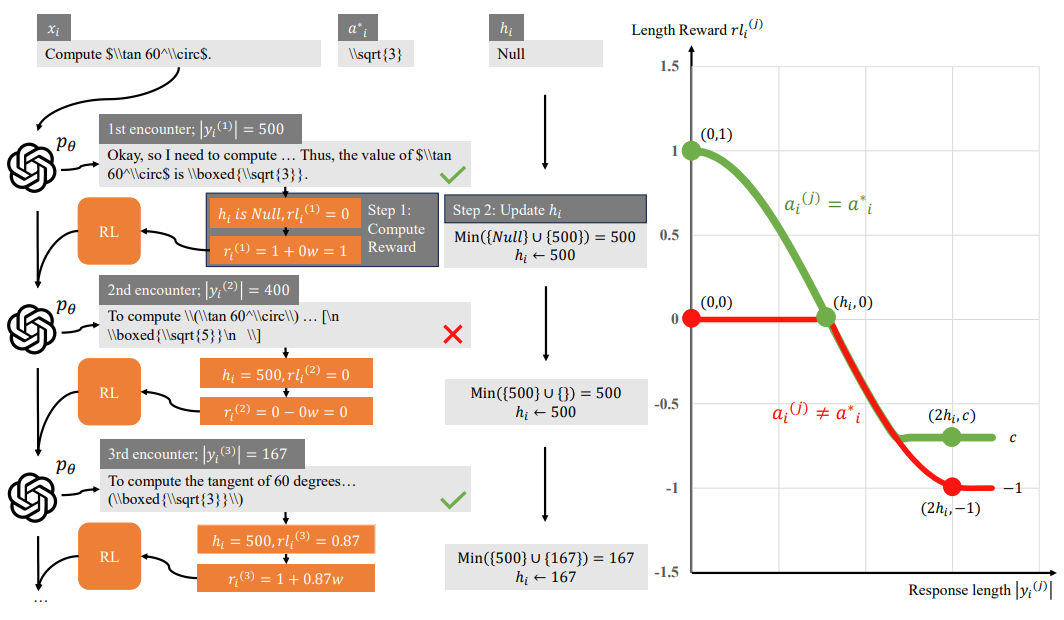 x_i
Compute $\\tan 60^\\circ$.
a*_i
\\sqrt{3}
h_i
Null
p_θ
1st encounter; |y_i^(1)| = 500
Okay, so I need to compute … Thus, the value of $\\tan
60^\\circ$ is \\boxed{\\sqrt{3}}.
RL
h_i is Null, rl_i^(1) = 0
r_i^(1) = 1 + 0w = 1
Step 1:
Compute
Reward
Step 2: Update h_i
Min({Null} ∪ {500}) = 500
h_i ← 500
p_θ
2nd encounter; |y_i^(2)| = 400
To compute \\(\\tan 60^\\circ\\) … [\n
\\boxed{\\sqrt{5}}\n \\]
RL
h_i = 500, rl_i^(2) = 0
r_i^(2) = 0 − 0w = 0
Min({500} ∪ {}) = 500
h_i ← 500
p_θ
3rd encounter; |y_i^(3)| = 167
To compute the tangent of 60 degrees…
(\\boxed{\\sqrt{3}}\\)
RL
h_i = 500, rl_i^(3) = 0.87
r_i^(3) = 1 + 0.87w
Min({500} ∪ {167}) = 167
h_i ← 167
…
Length Reward rl_i^(j)
1.5
1
0.5
0
-0.5
-1
-1.5
(0,1)
a_i^(j) = a*_i
(0,0)
(h_i, 0)
a_i^(j) ≠ a*_i
(2h_i, c)
c
−1
(2h_i, −1)
Response length |y_i^(j)|